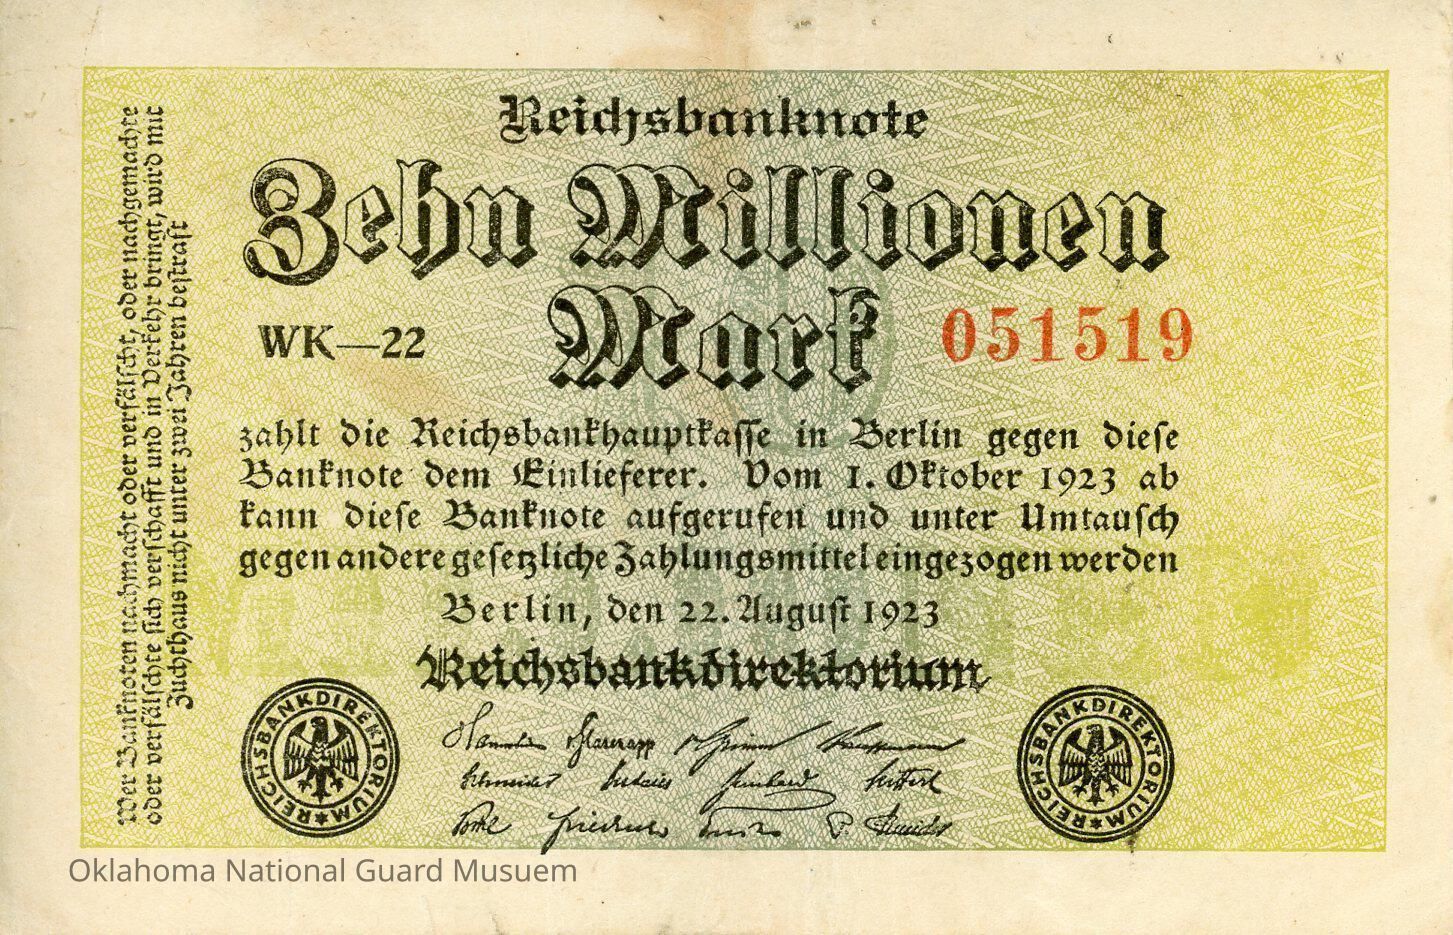 Reichsbanknote
Zehn Millionen
Mark
WK—22
051519
zahlt die Reichsbankhauptkasse in Berlin gegen diese
Banknote dem Einlieferer. Vom 1. Oktober 1923 ab
kann diese Banknote aufgerufen und unter Umtausch
gegen andere gesetzliche Zahlungsmittel eingezogen werden
Berlin, den 22. August 1923
Reichsbankdirektorium
Wer Banknoten nachmacht oder verfälscht, oder nachgemachte
oder verfälschte sich verschafft und in Verkehr bringt, wird mit
Zuchthaus nicht unter zwei Jahren bestraft
REICHSBANKDIREKTORIUM
REICHSBANKDIREKTORIUM
Oklahoma National Guard Musuem